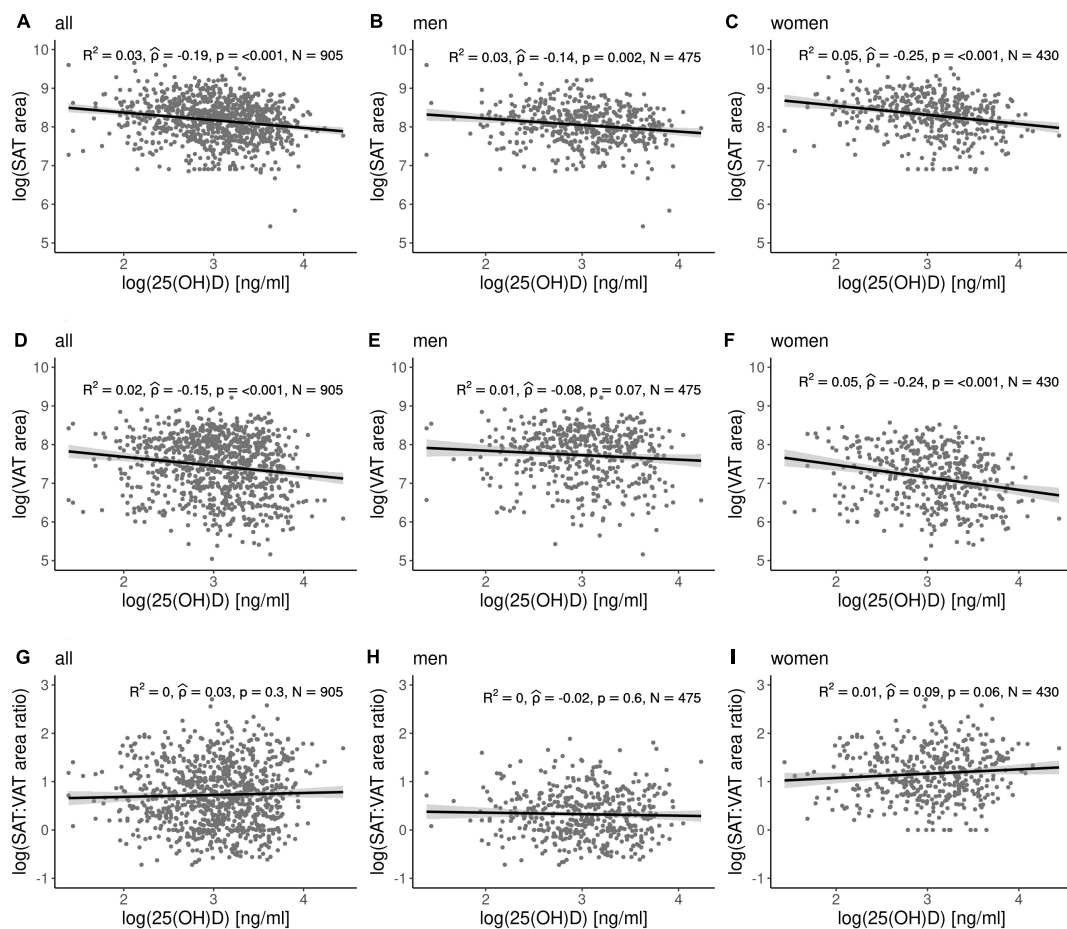 A all
R² = 0.03, ρ̂ = -0.19, p = <0.001, N = 905
log(SAT area)
10
9
8
7
6
5
2 3 4
log(25(OH)D) [ng/ml]
B men
R² = 0.03, ρ̂ = -0.14, p = 0.002, N = 475
log(SAT area)
10
9
8
7
6
5
2 3 4
log(25(OH)D) [ng/ml]
C women
R² = 0.05, ρ̂ = -0.25, p = <0.001, N = 430
log(SAT area)
10
9
8
7
6
5
2 3 4
log(25(OH)D) [ng/ml]
D all
R² = 0.02, ρ̂ = -0.15, p = <0.001, N = 905
log(VAT area)
10
9
8
7
6
5
2 3 4
log(25(OH)D) [ng/ml]
E men
R² = 0.01, ρ̂ = -0.08, p = 0.07, N = 475
log(VAT area)
10
9
8
7
6
5
2 3 4
log(25(OH)D) [ng/ml]
F women
R² = 0.05, ρ̂ = -0.24, p = <0.001, N = 430
log(VAT area)
10
9
8
7
6
5
2 3 4
log(25(OH)D) [ng/ml]
G all
R² = 0, ρ̂ = 0.03, p = 0.3, N = 905
log(SAT:VAT area ratio)
3
2
1
0
-1
2 3 4
log(25(OH)D) [ng/ml]
H men
R² = 0, ρ̂ = -0.02, p = 0.6, N = 475
log(SAT:VAT area ratio)
3
2
1
0
-1
2 3 4
log(25(OH)D) [ng/ml]
I women
R² = 0.01, ρ̂ = 0.09, p = 0.06, N = 430
log(SAT:VAT area ratio)
3
2
1
0
-1
2 3 4
log(25(OH)D) [ng/ml]